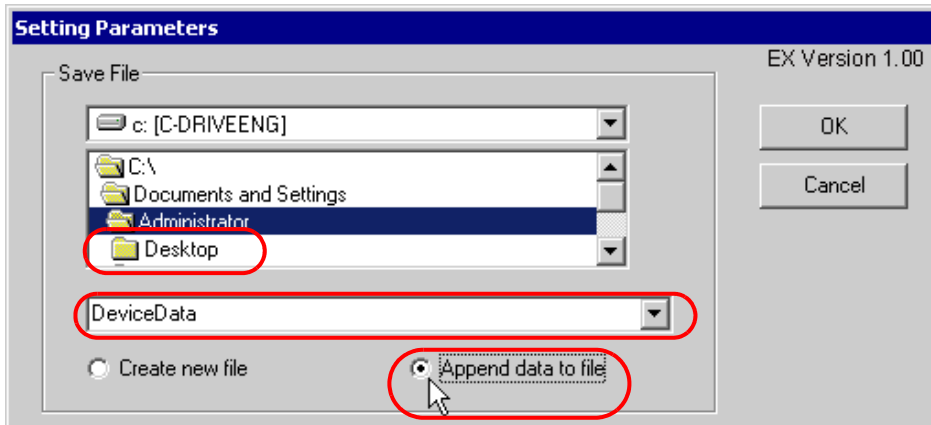 Setting Parameters
EX Version 1.00
Save File
c: [C-DRIVEENG]
OK
C:\
Documents and Settings
Cancel
Administrator
Desktop
DeviceData
Create new file
Append data to file